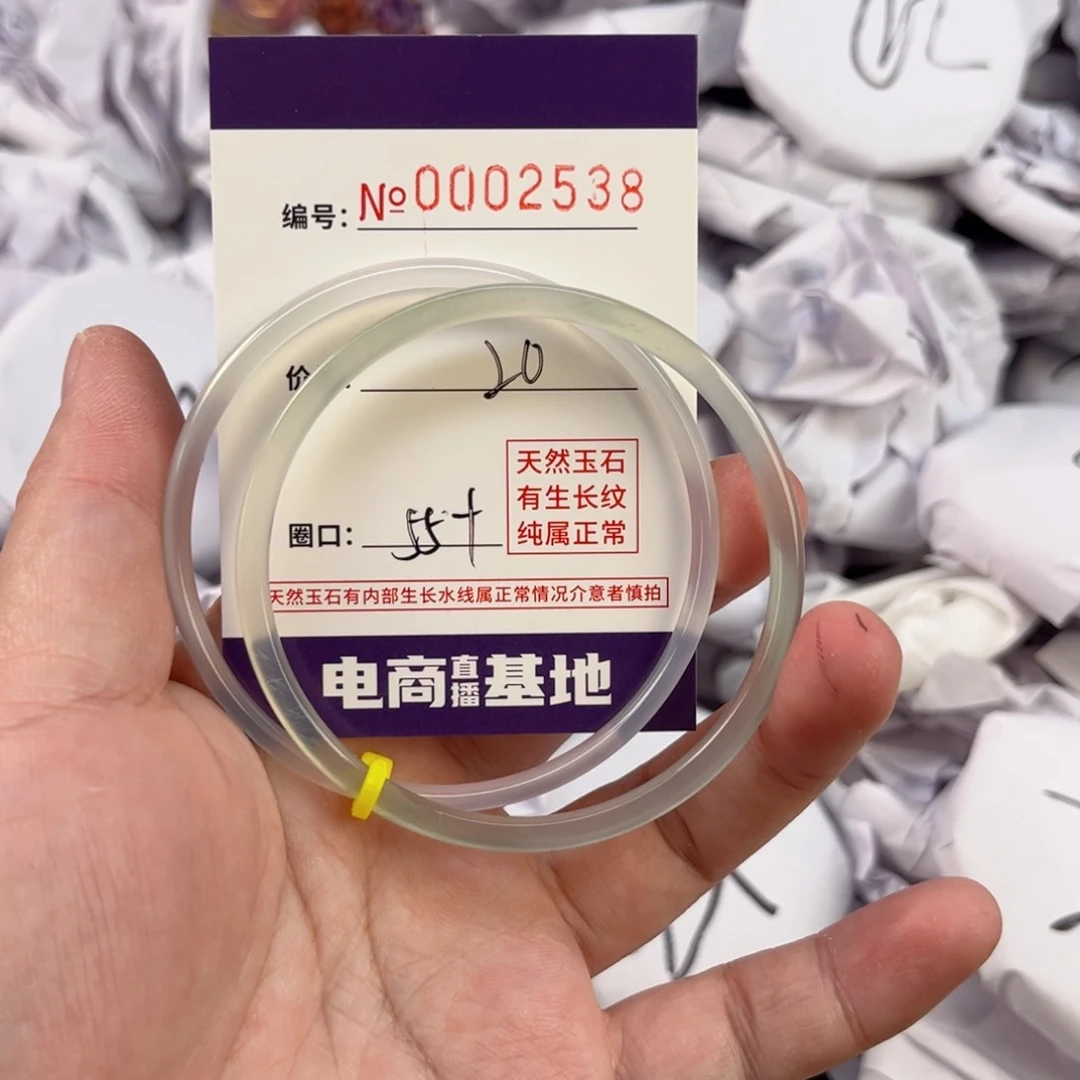 编号: №0002538
价 20
圈口: 55+
天然玉石
有生长纹
纯属正常
天然玉石有内部生长水线属正常情况介意者慎拍
电商直播基地